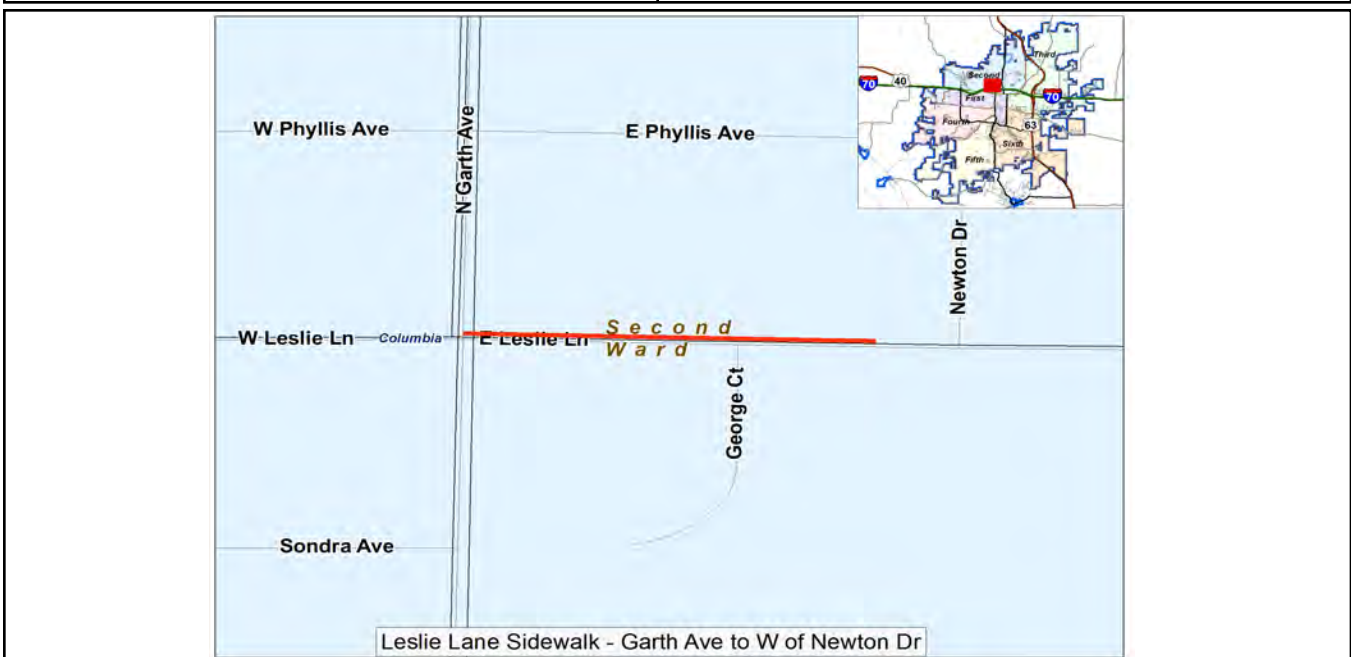 Third
Second
70
40
First
70
Fourth
63
Sixth
Fifth
W Phyllis Ave
E Phyllis Ave
N Garth Ave
Newton Dr
W Leslie Ln
Columbia
E Leslie Ln
Second
Ward
George Ct
Sondra Ave
Leslie Lane Sidewalk - Garth Ave to W of Newton Dr